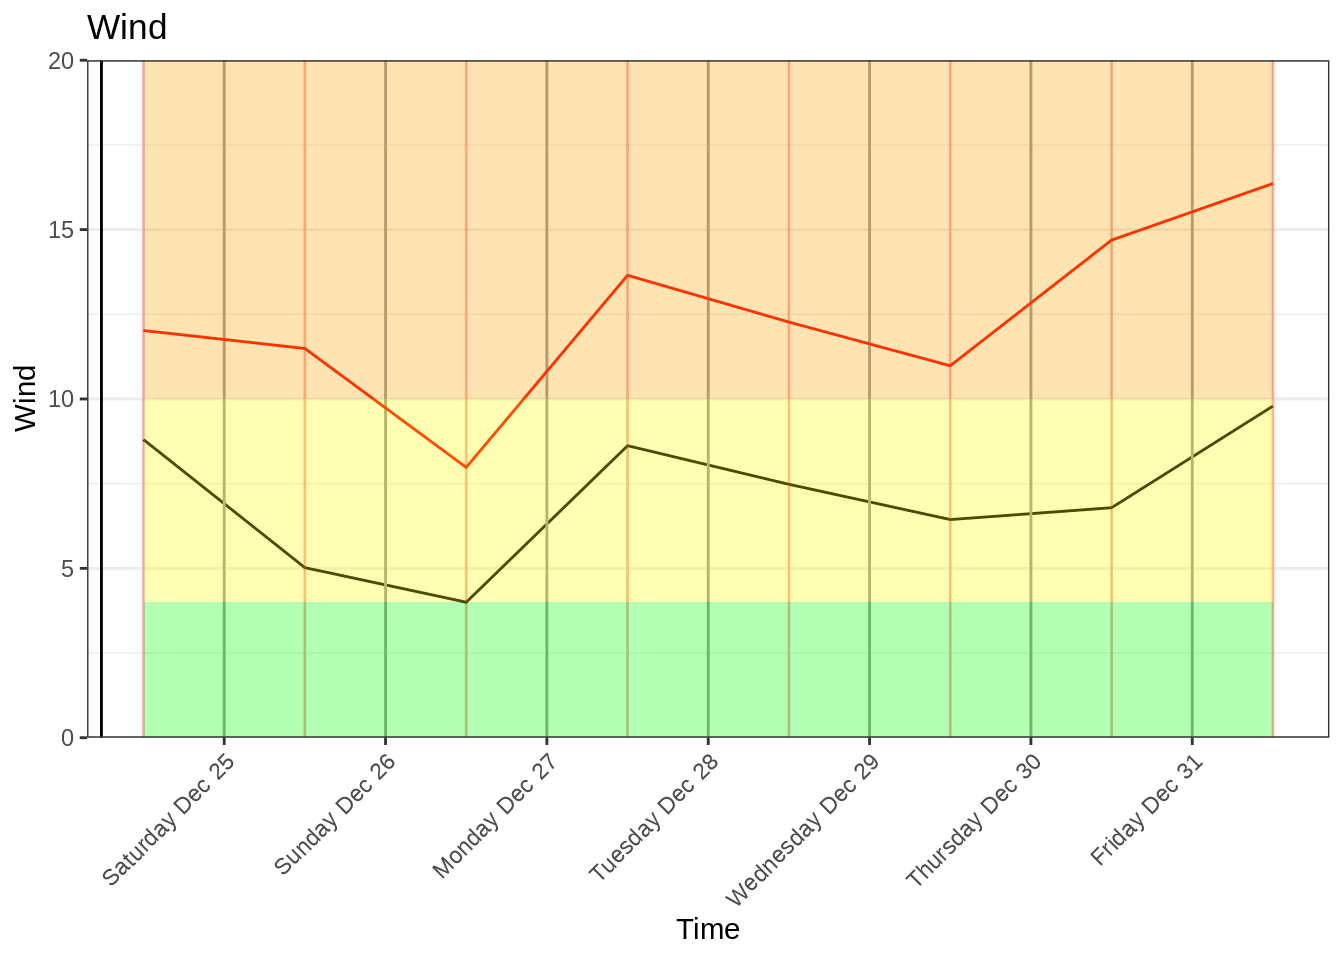 Wind
20
15
10
5
0
Wind
Saturday Dec 25
Sunday Dec 26
Monday Dec 27
Tuesday Dec 28
Wednesday Dec 29
Thursday Dec 30
Friday Dec 31
Time